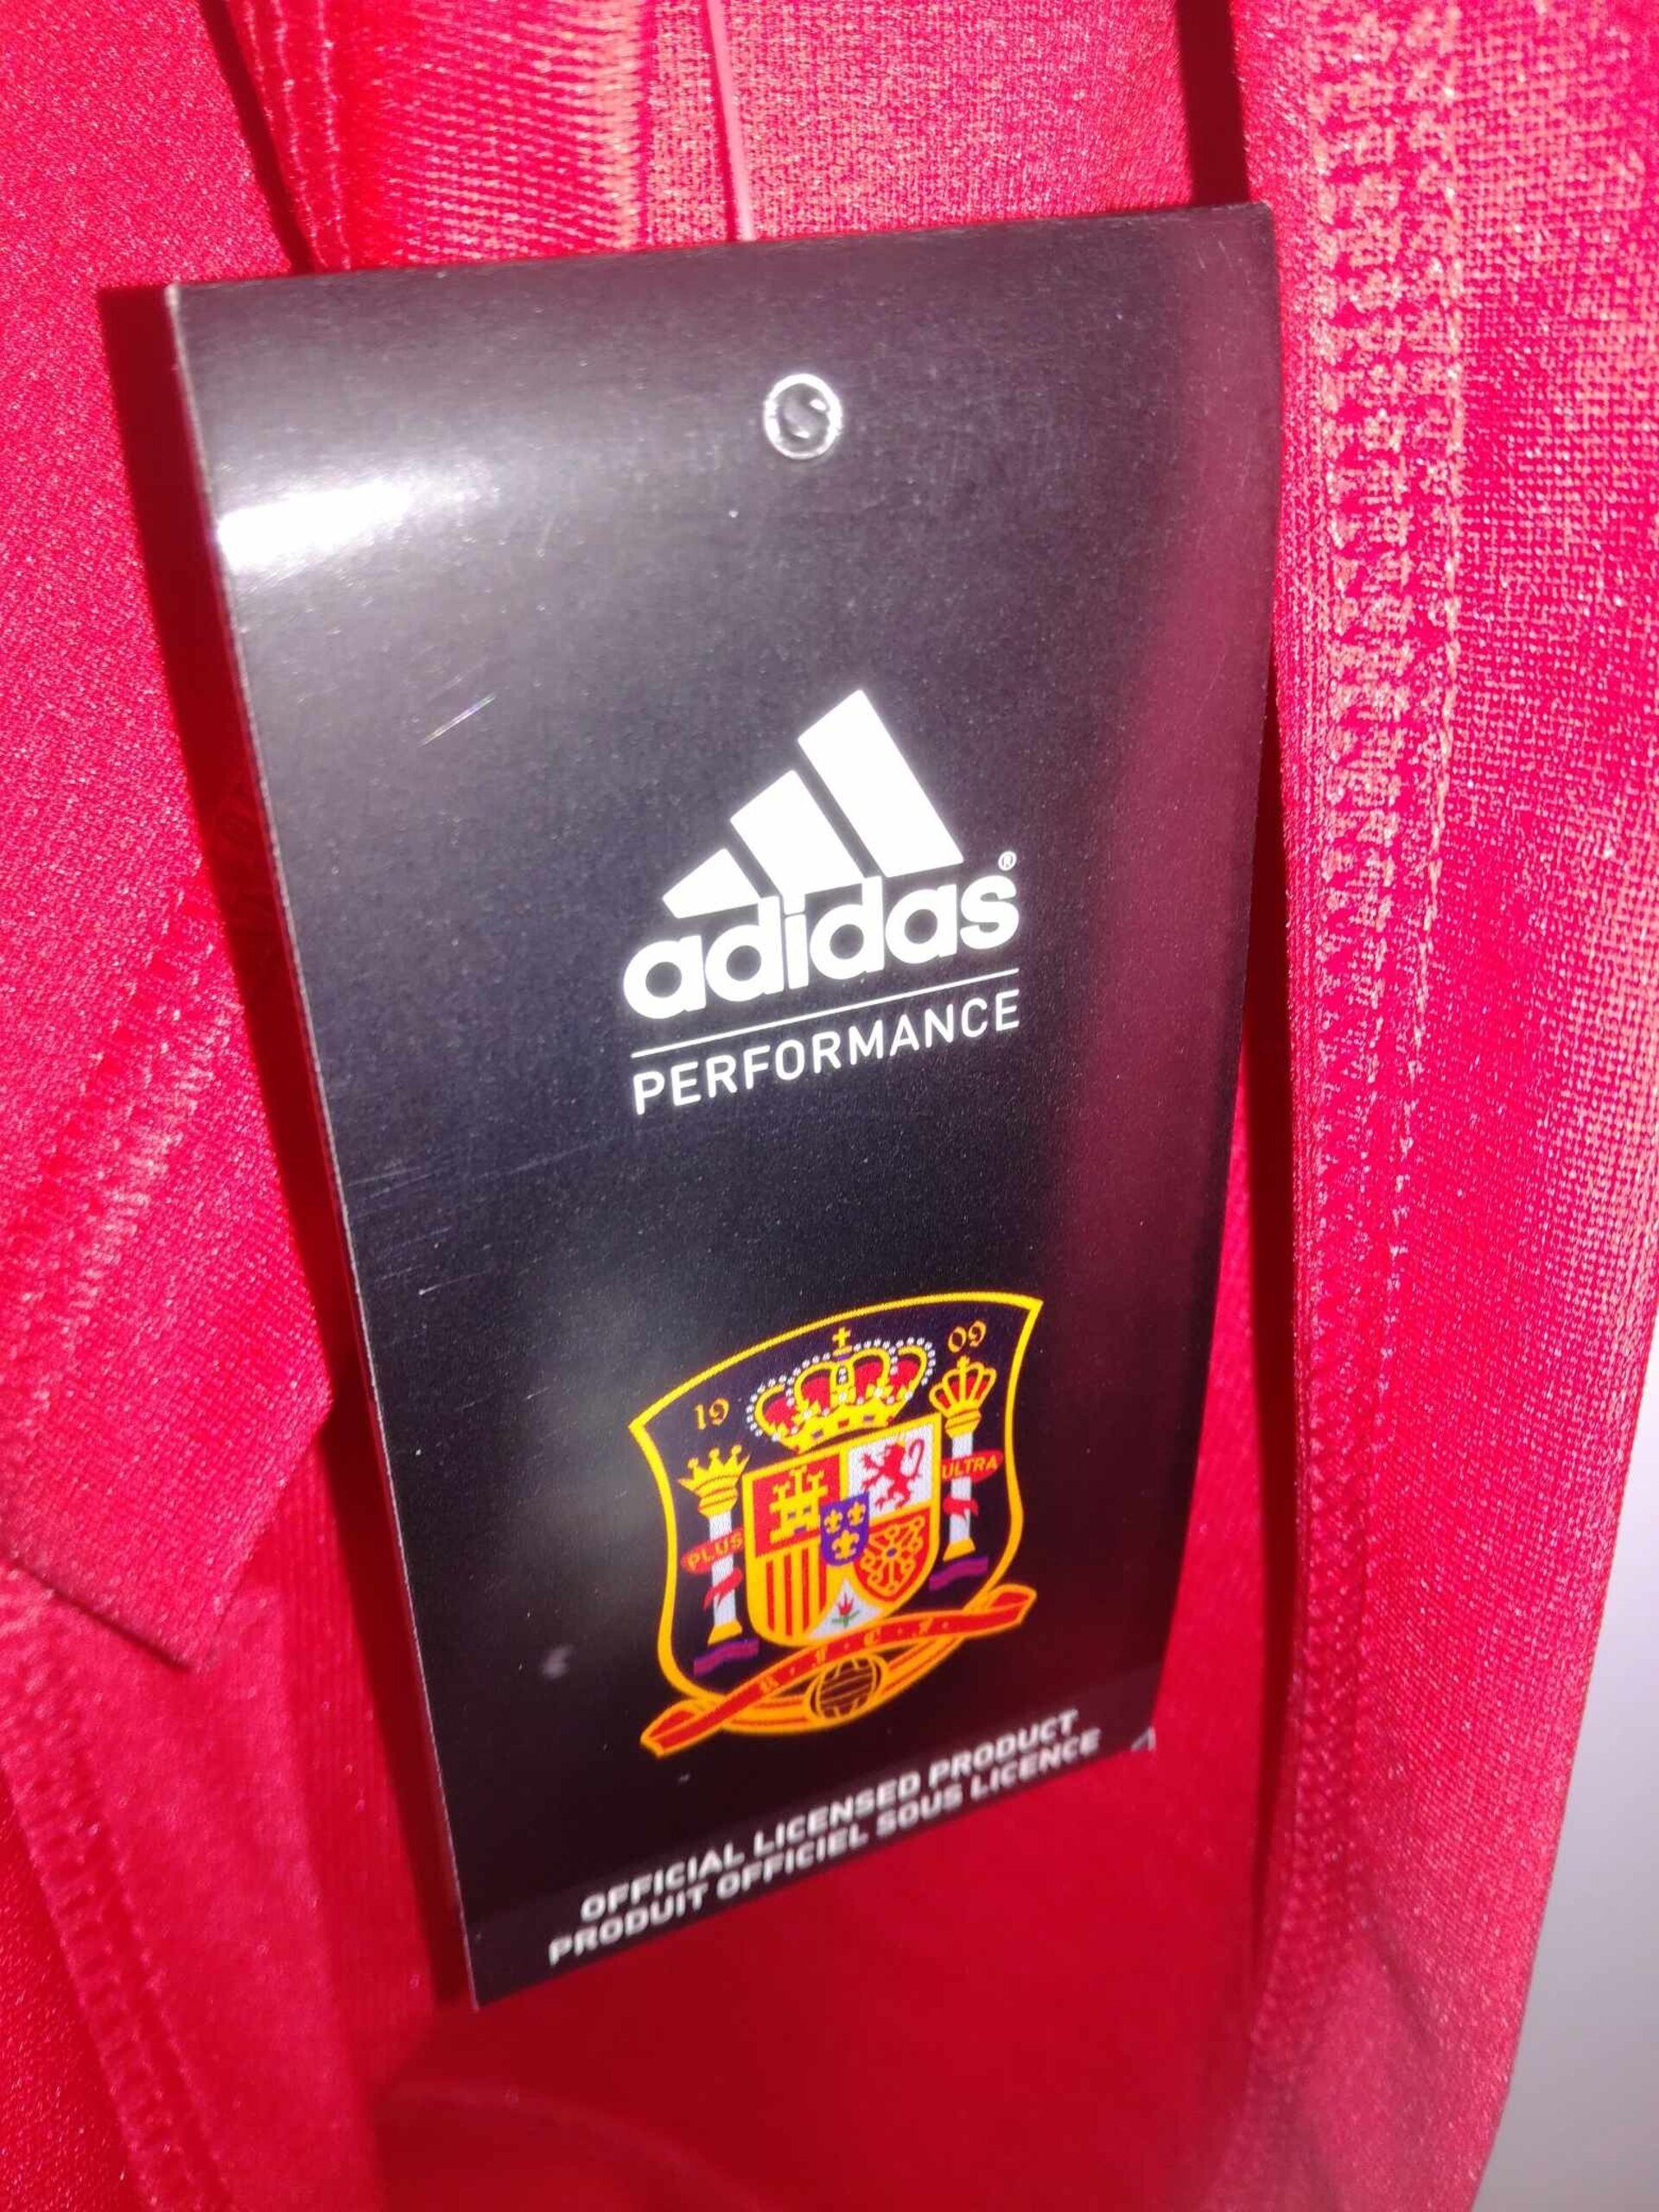 adidas®
PERFORMANCE
19 09
PLUS ULTRA
R.F.C.F.
OFFICIAL LICENSED PRODUCT
PRODUIT OFFICIEL SOUS LICENCE